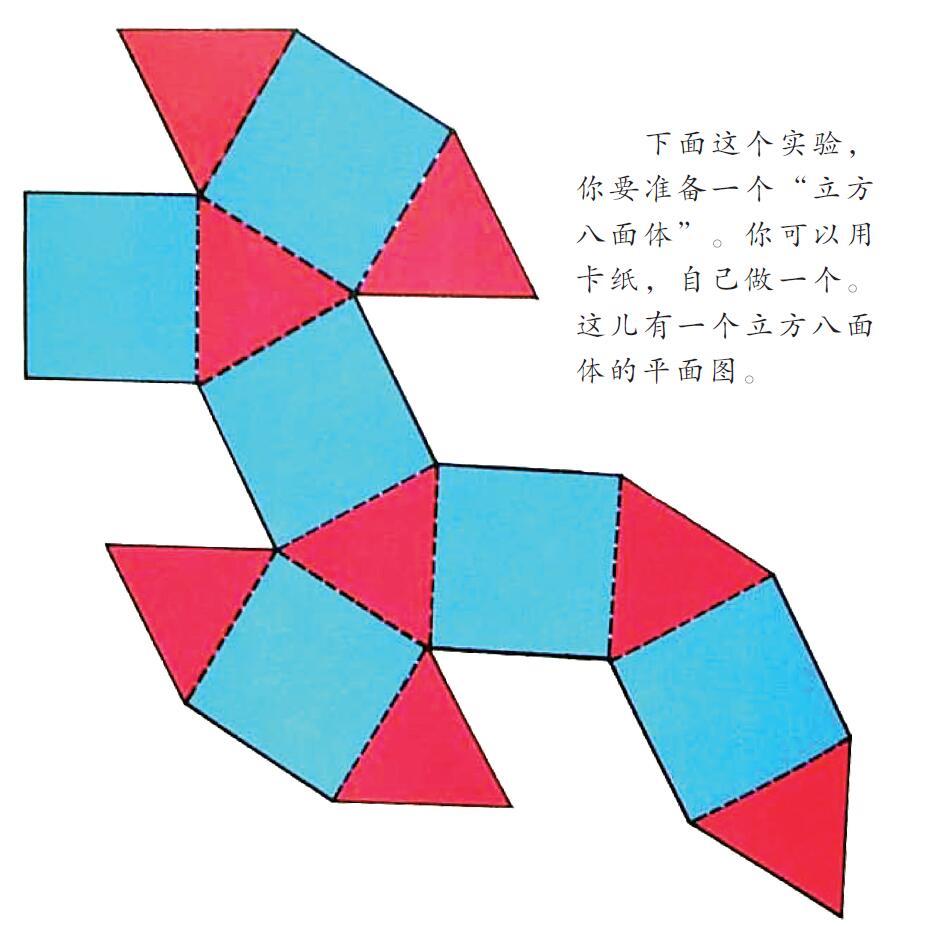 下面这个实验，
你要准备一个“立方
八面体”。你可以用
卡纸，自己做一个。
这儿有一个立方八面
体的平面图。